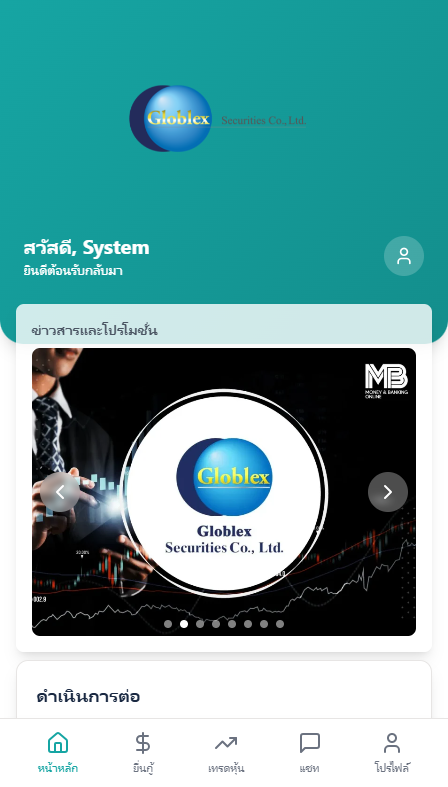 Globlex Securities Co., Ltd.
สวัสดี, System
ยินดีต้อนรับกลับมา
ข่าวสารและโปรโมชั่น
MB
MONEY & BANKING
ONLINE
Globlex
Globlex
Securities Co., Ltd.
20.00%
002.9
ดำเนินการต่อ
หน้าหลัก
ยื่นกู้
เทรดหุ้น
แชท
โปรไฟล์